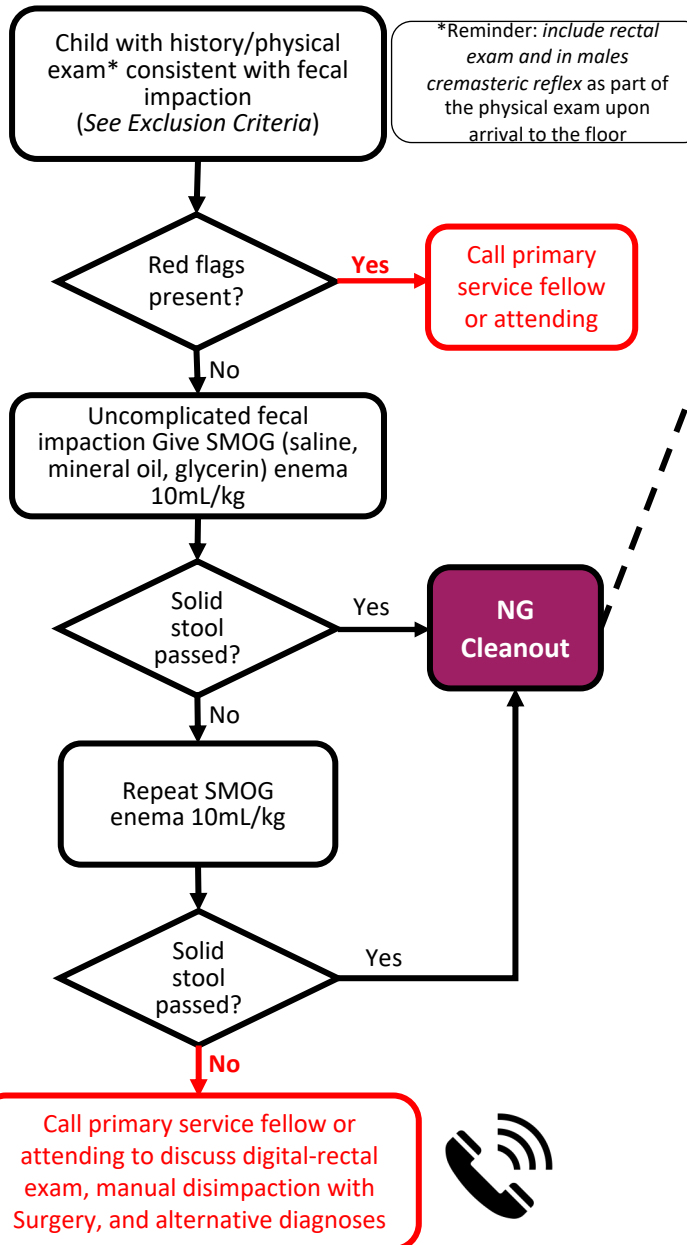 Child with history/physical
exam* consistent with fecal
impaction
(See Exclusion Criteria)
*Reminder: include rectal
exam and in males
cremasteric reflex as part of
the physical exam upon
arrival to the floor
Red flags
present?
Yes
Call primary
service fellow
or attending
No
Uncomplicated fecal
impaction Give SMOG (saline,
mineral oil, glycerin) enema
10mL/kg
Solid
stool
passed?
Yes
NG
Cleanout
No
Repeat SMOG
enema 10mL/kg
Solid
stool
passed?
Yes
No
Call primary service fellow or
attending to discuss digital-rectal
exam, manual disimpaction with
Surgery, and alternative diagnoses